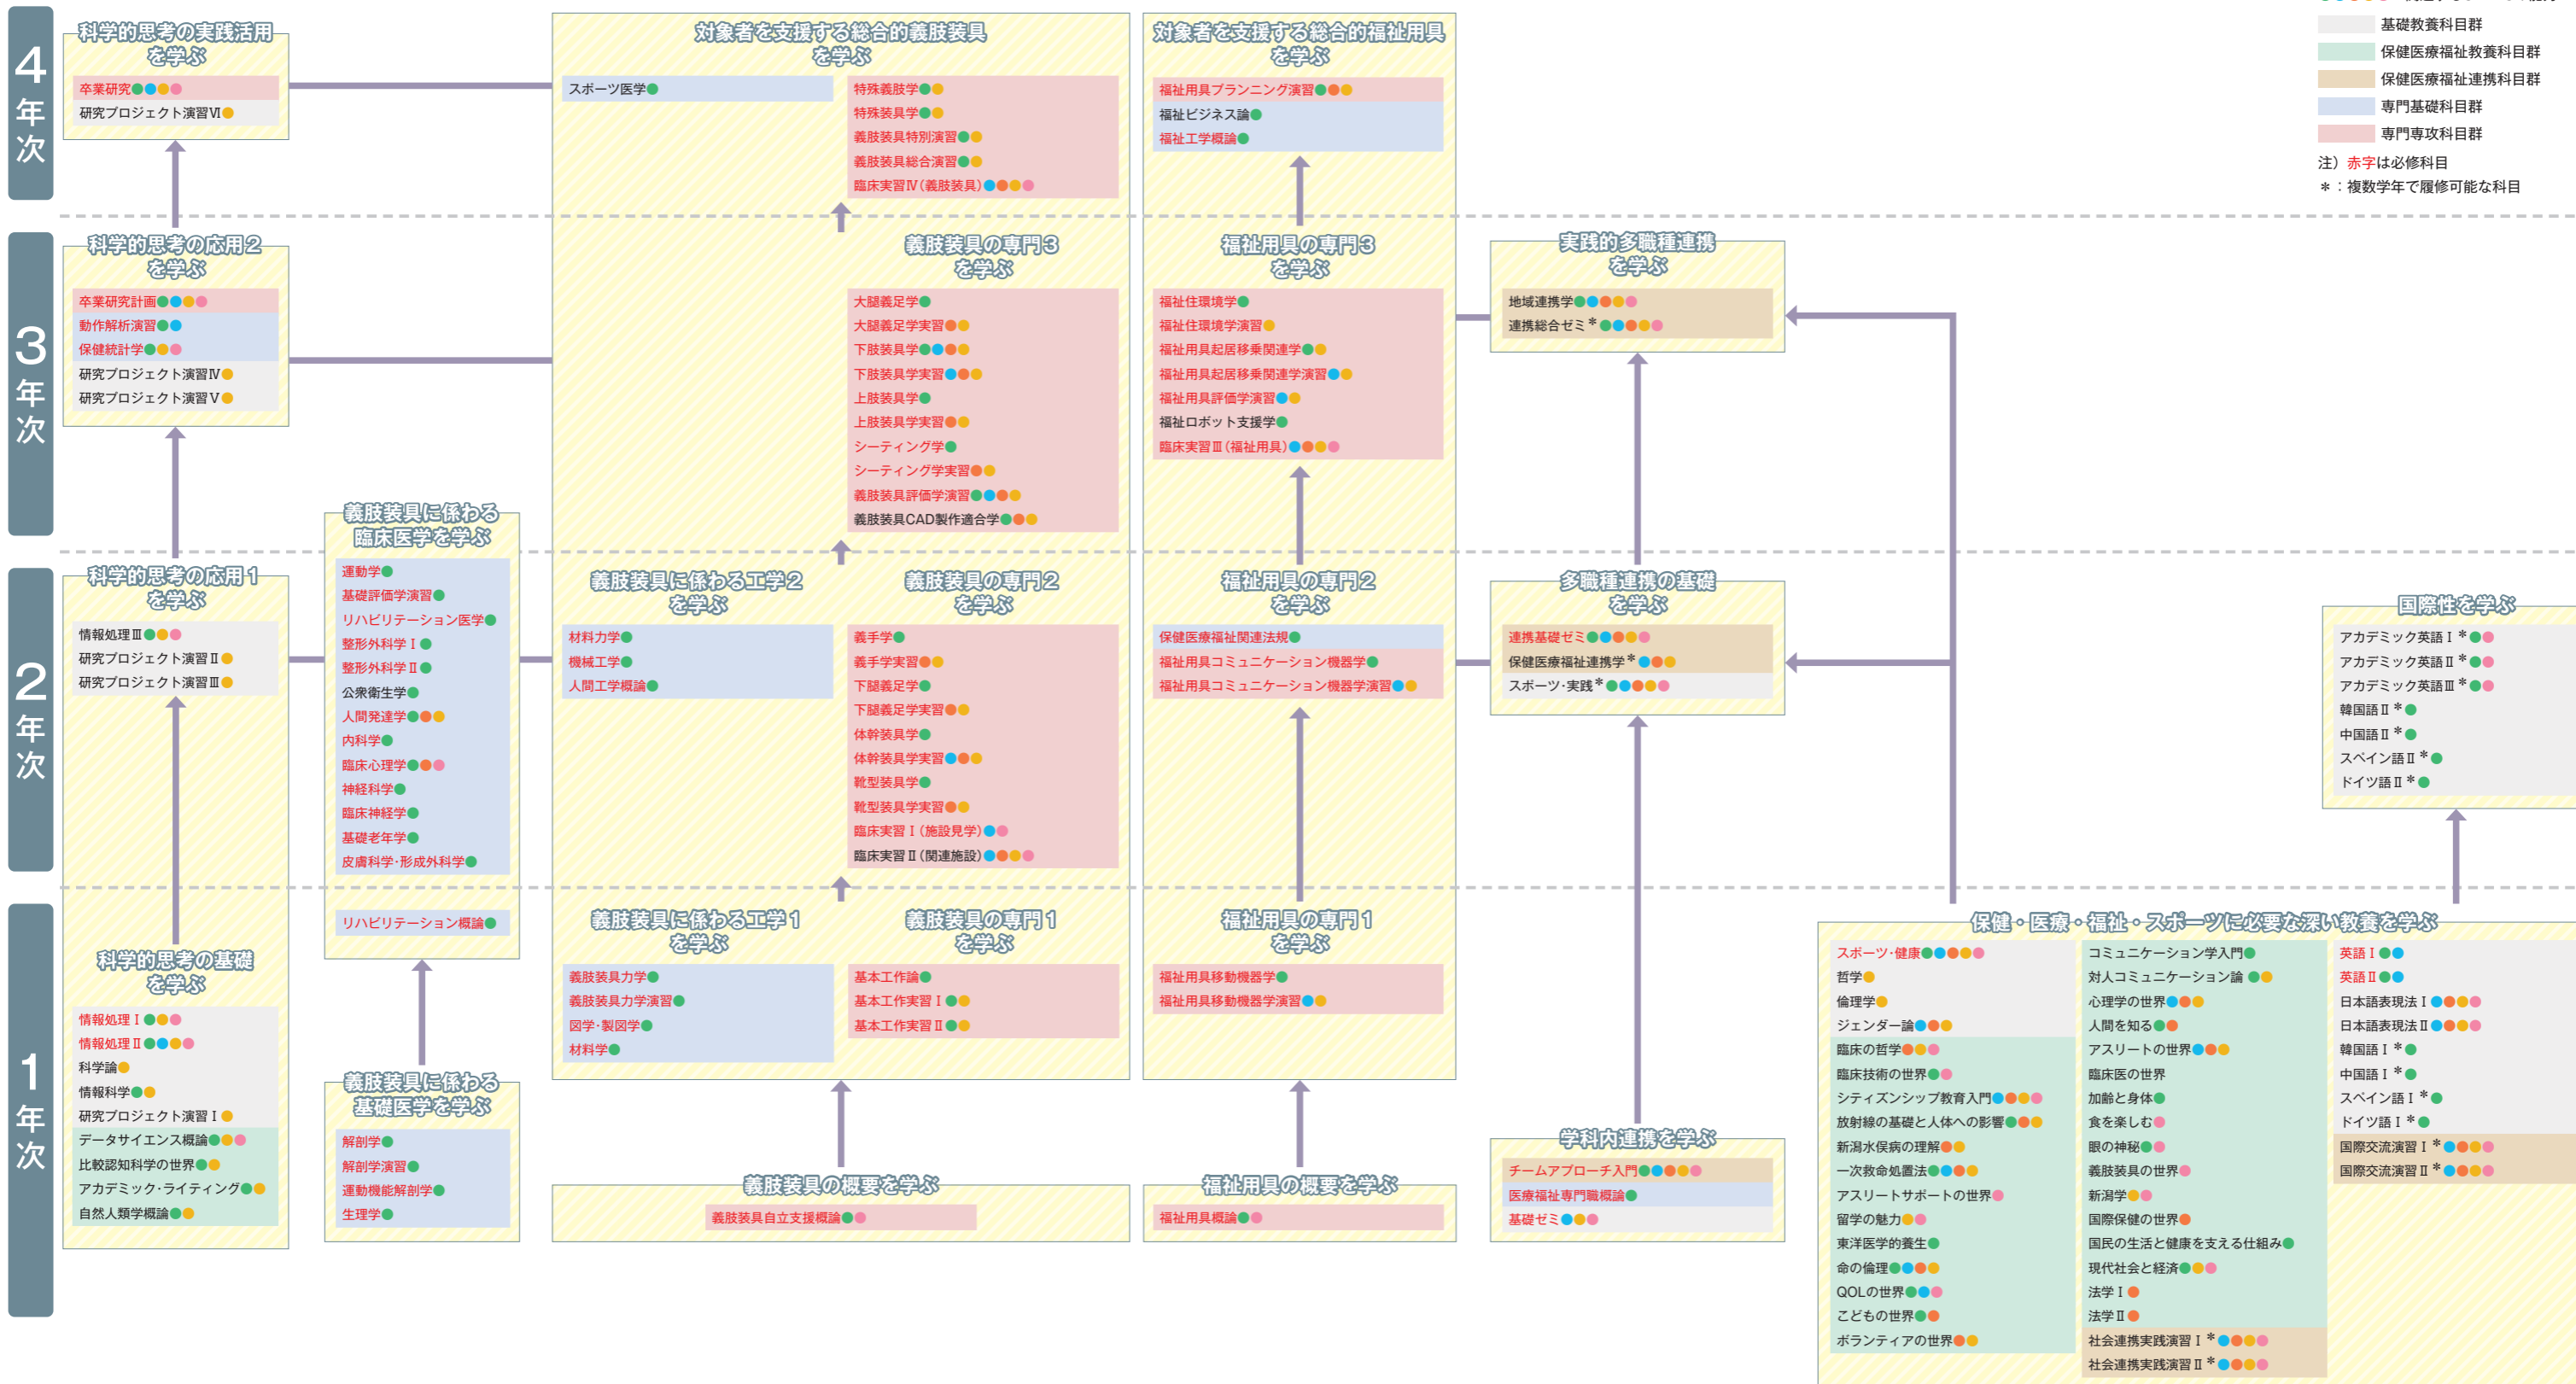 基礎教養科目群
保健医療福祉教養科目群
保健医療福祉連携科目群
専門基礎科目群
専門専攻科目群
注）赤字は必修科目
＊：複数学年で履修可能な科目
4年次
科学的思考の実践活用
を学ぶ
卒業研究
研究プロジェクト演習Ⅵ
対象者を支援する総合的義肢装具
を学ぶ
スポーツ医学
特殊義肢学
特殊装具学
義肢装具特別演習
義肢装具総合演習
臨床実習Ⅳ（義肢装具）
対象者を支援する総合的福祉用具
を学ぶ
福祉用具プランニング演習
福祉ビジネス論
福祉工学概論
3年次
科学的思考の応用2
を学ぶ
卒業研究計画
動作解析演習
保健統計学
研究プロジェクト演習Ⅳ
研究プロジェクト演習Ⅴ
義肢装具の専門3
を学ぶ
大腿義足学
大腿義足学実習
下肢装具学
下肢装具学実習
上肢装具学
上肢装具学実習
シーティング学
シーティング学実習
義肢装具評価学演習
義肢装具CAD製作適合学
福祉用具の専門3
を学ぶ
福祉住環境学
福祉住環境学演習
福祉用具起居移乗関連学
福祉用具起居移乗関連学演習
福祉用具評価学演習
福祉ロボット支援学
臨床実習Ⅲ（福祉用具）
実践的多職種連携
を学ぶ
地域連携学
連携総合ゼミ＊
義肢装具に係わる
臨床医学を学ぶ
運動学
基礎評価学演習
リハビリテーション医学
整形外科学Ⅰ
整形外科学Ⅱ
公衆衛生学
人間発達学
内科学
臨床心理学
神経科学
臨床神経学
基礎老年学
皮膚科学・形成外科学
リハビリテーション概論
2年次
科学的思考の応用1
を学ぶ
情報処理Ⅲ
研究プロジェクト演習Ⅱ
研究プロジェクト演習Ⅲ
義肢装具に係わる工学2
を学ぶ
材料力学
機械工学
人間工学概論
義肢装具の専門2
を学ぶ
義手学
義手学実習
下腿義足学
下腿義足学実習
体幹装具学
体幹装具学実習
靴型装具学
靴型装具学実習
臨床実習Ⅰ（施設見学）
臨床実習Ⅱ（関連施設）
福祉用具の専門2
を学ぶ
保健医療福祉関連法規
福祉用具コミュニケーション機器学
福祉用具コミュニケーション機器学演習
多職種連携の基礎
を学ぶ
連携基礎ゼミ
保健医療福祉連携学＊
スポーツ・実践＊
国際性を学ぶ
アカデミック英語Ⅰ＊
アカデミック英語Ⅱ＊
アカデミック英語Ⅲ＊
韓国語Ⅱ＊
中国語Ⅱ＊
スペイン語Ⅱ＊
ドイツ語Ⅱ＊
1年次
科学的思考の基礎
を学ぶ
情報処理Ⅰ
情報処理Ⅱ
科学論
情報科学
研究プロジェクト演習Ⅰ
データサイエンス概論
比較認知科学の世界
アカデミック・ライティング
自然人類学概論
義肢装具に係わる
基礎医学を学ぶ
解剖学
解剖学演習
運動機能解剖学
生理学
義肢装具に係わる工学1
を学ぶ
義肢装具力学
義肢装具力学演習
図学・製図学
材料学
義肢装具の専門1
を学ぶ
基本工作論
基本工作実習Ⅰ
基本工作実習Ⅱ
義肢装具の概要を学ぶ
義肢装具自立支援概論
福祉用具の専門1
を学ぶ
福祉用具移動機器学
福祉用具移動機器学演習
福祉用具の概要を学ぶ
福祉用具概論
学科内連携を学ぶ
チームアプローチ入門
医療福祉専門職概論
基礎ゼミ
保健・医療・福祉・スポーツに必要な深い教養を学ぶ
スポーツ・健康
哲学
倫理学
ジェンダー論
臨床の哲学
臨床技術の世界
シティズンシップ教育入門
放射線の基礎と人体への影響
新潟水俣病の理解
一次救命処置法
アスリートサポートの世界
留学の魅力
東洋医学的養生
命の倫理
QOLの世界
こどもの世界
ボランティアの世界
コミュニケーション学入門
対人コミュニケーション論
心理学の世界
人間を知る
アスリートの世界
臨床医の世界
加齢と身体
食を楽しむ
眼の神秘
義肢装具の世界
新潟学
国際保健の世界
国民の生活と健康を支える仕組み
現代社会と経済
法学Ⅰ
法学Ⅱ
社会連携実践演習Ⅰ＊
社会連携実践演習Ⅱ＊
英語Ⅰ
英語Ⅱ
日本語表現法Ⅰ
日本語表現法Ⅱ
韓国語Ⅰ＊
中国語Ⅰ＊
スペイン語Ⅰ＊
ドイツ語Ⅰ＊
国際交流演習Ⅰ＊
国際交流演習Ⅱ＊